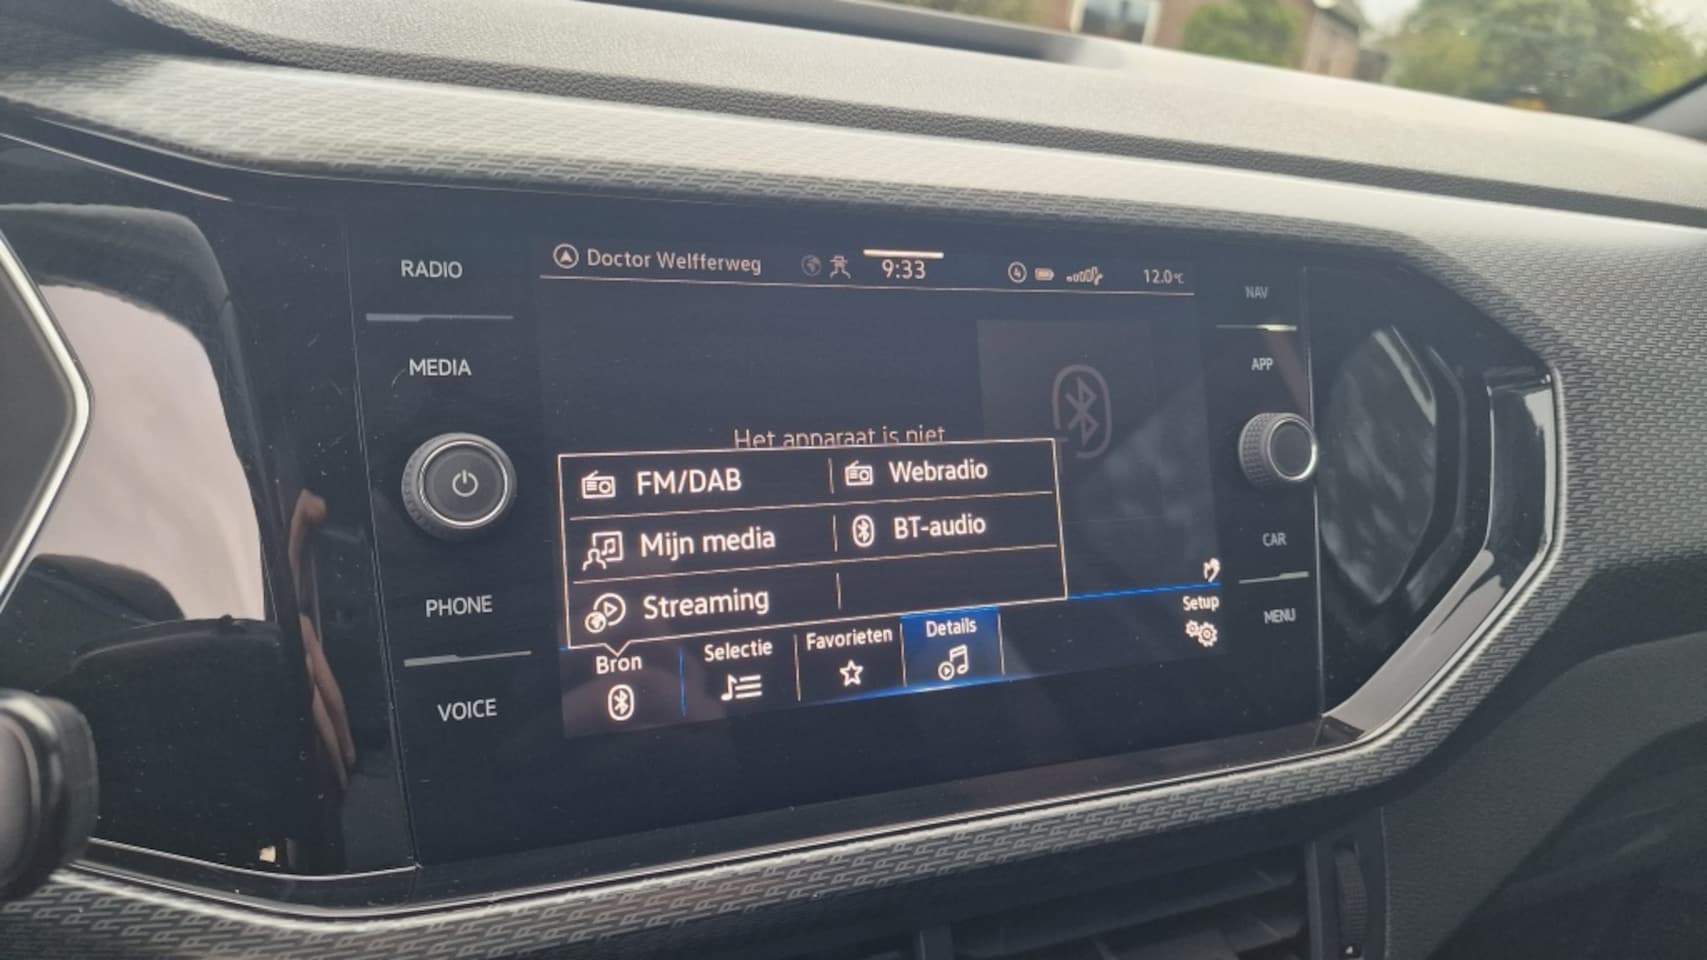 RADIO
MEDIA
PHONE
VOICE
Doctor Welfferweg
9:33
4
12.0°C
Het apparaat is niet
FM/DAB
Webradio
Mijn media
BT-audio
Streaming
Bron
Selectie
Favorieten
Details
Setup
NAV
APP
CAR
MENU